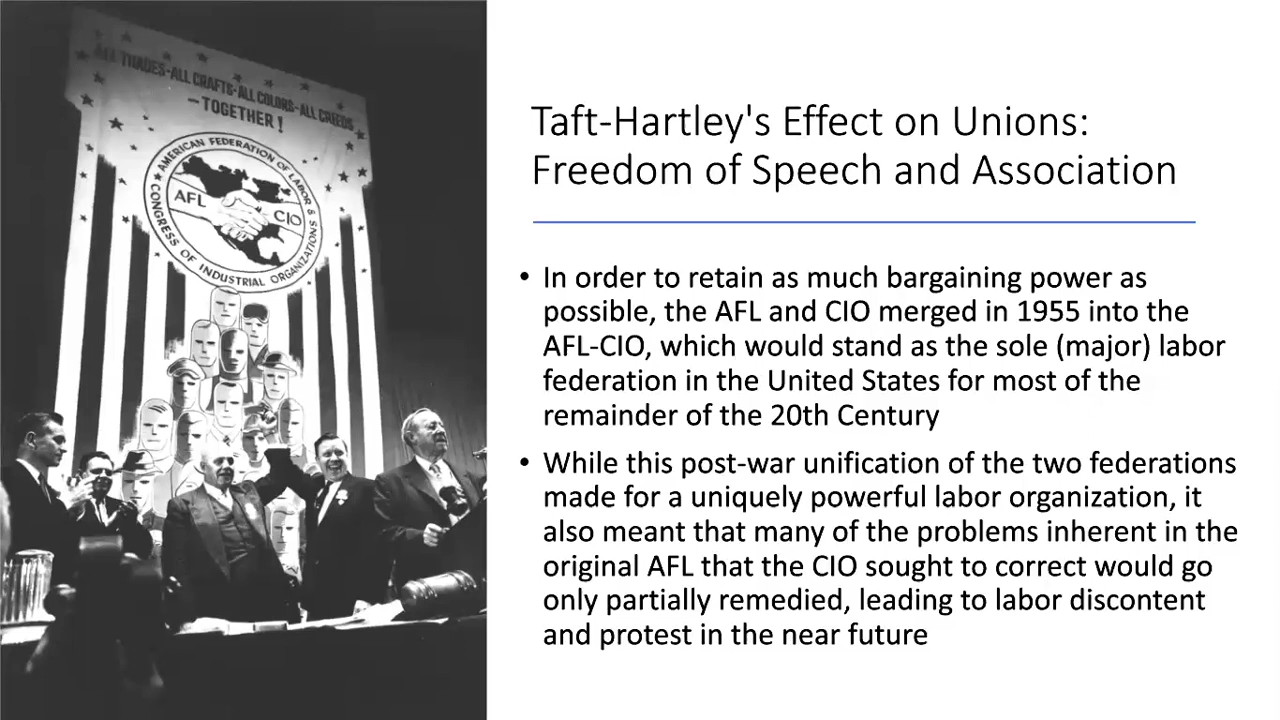 ALL TRADES-ALL CRAFTS-ALL COLORS-ALL CREEDS
-TOGETHER!
AMERICAN FEDERATION OF LABOR &
CONGRESS OF INDUSTRIAL ORGANIZATIONS
AFL
CIO
Taft-Hartley's Effect on Unions:
Freedom of Speech and Association
• In order to retain as much bargaining power as
possible, the AFL and CIO merged in 1955 into the
AFL-CIO, which would stand as the sole (major) labor
federation in the United States for most of the
remainder of the 20th Century
• While this post-war unification of the two federations
made for a uniquely powerful labor organization, it
also meant that many of the problems inherent in the
original AFL that the CIO sought to correct would go
only partially remedied, leading to labor discontent
and protest in the near future